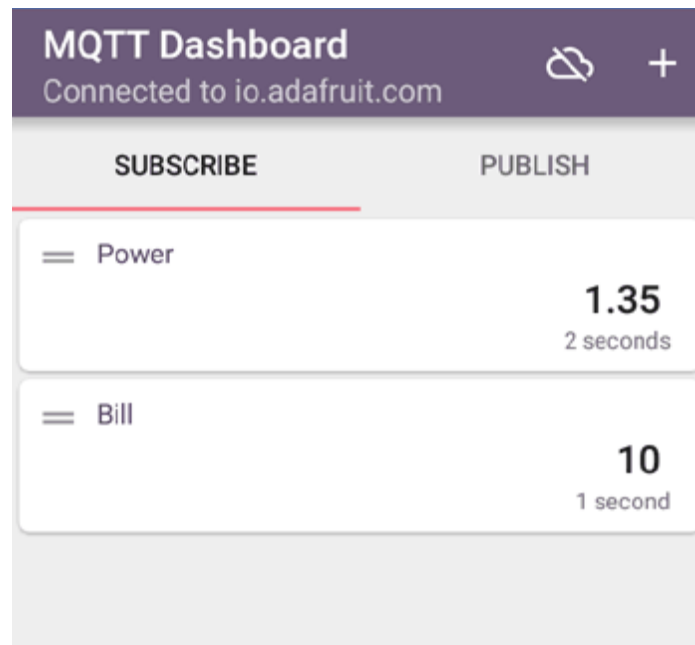 MQTT Dashboard
Connected to io.adafruit.com
SUBSCRIBE
PUBLISH
Power
1.35
2 seconds
Bill
10
1 second